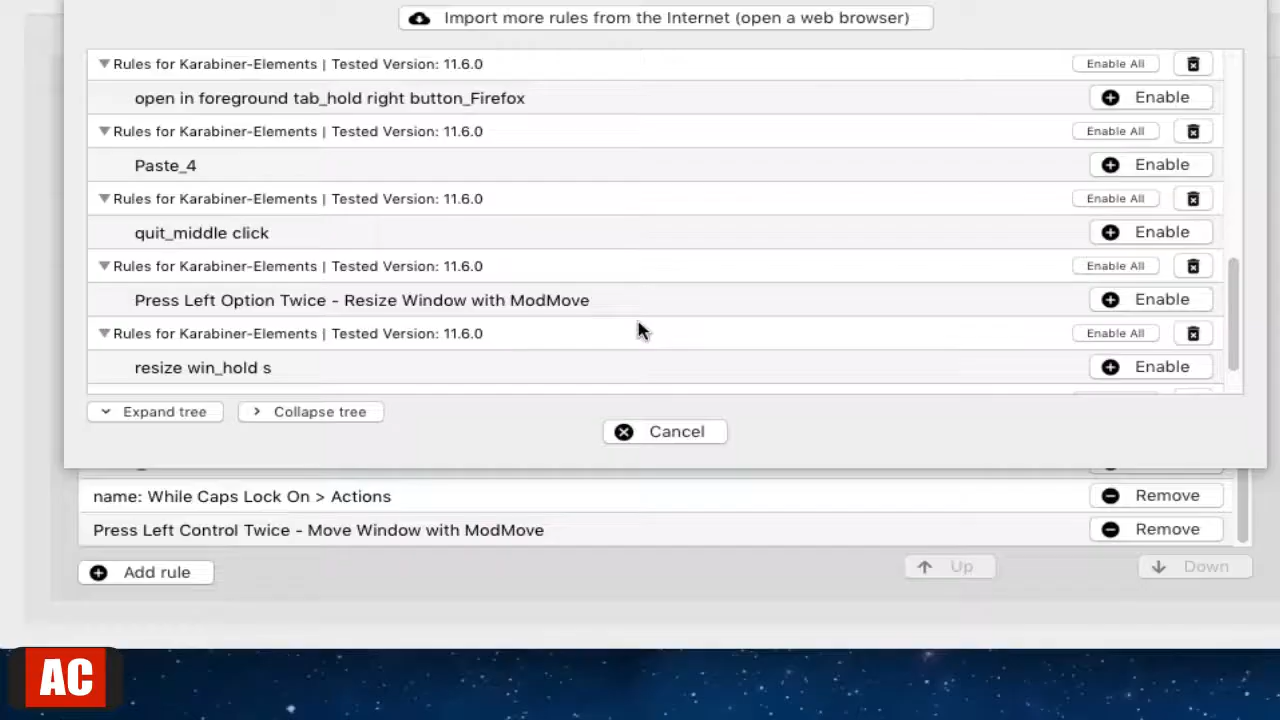 Import more rules from the Internet (open a web browser)
Rules for Karabiner-Elements | Tested Version: 11.6.0 Enable All
open in foreground tab_hold right button_Firefox Enable
Rules for Karabiner-Elements | Tested Version: 11.6.0 Enable All
Paste_4 Enable
Rules for Karabiner-Elements | Tested Version: 11.6.0 Enable All
quit_middle click Enable
Rules for Karabiner-Elements | Tested Version: 11.6.0 Enable All
Press Left Option Twice - Resize Window with ModMove Enable
Rules for Karabiner-Elements | Tested Version: 11.6.0 Enable All
resize win_hold s Enable
Expand tree Collapse tree
Cancel
name: While Caps Lock On > Actions Remove
Press Left Control Twice - Move Window with ModMove Remove
Add rule Up Down
AC